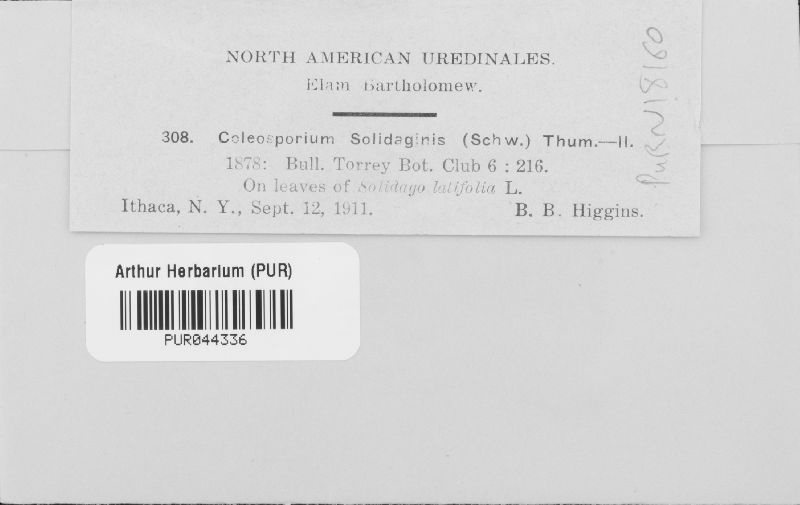 NORTH AMERICAN UREDINALES.
Elam Bartholomew.
308. Coleosporium Solidaginis (Schw.) Thum.—II.
1878: Bull. Torrey Bot. Club 6 : 216.
On leaves of Solidago latifolia L.
Ithaca, N. Y., Sept. 12, 1911. B. B. Higgins.
PUR N18160
Arthur Herbarium (PUR)
PUR044336